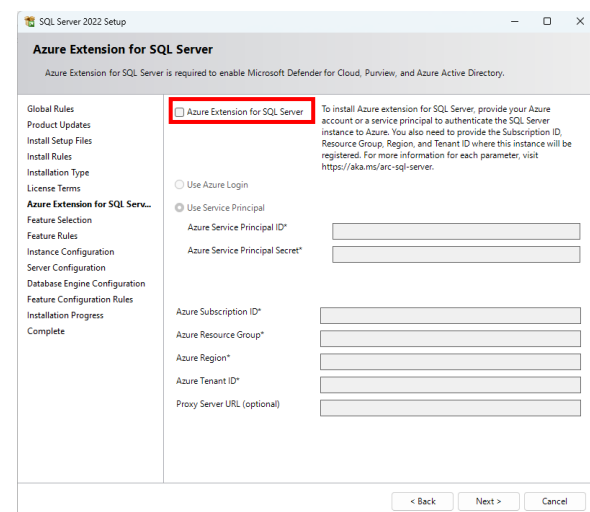 SQL Server 2022 Setup
Azure Extension for SQL Server
Azure Extension for SQL Server is required to enable Microsoft Defender for Cloud, Purview, and Azure Active Directory.
Global Rules
Product Updates
Install Setup Files
Install Rules
Installation Type
License Terms
Azure Extension for SQL Serv...
Feature Selection
Feature Rules
Instance Configuration
Server Configuration
Database Engine Configuration
Feature Configuration Rules
Installation Progress
Complete
Azure Extension for SQL Server
To install Azure extension for SQL Server, provide your Azure
account or a service principal to authenticate the SQL Server
instance to Azure. You also need to provide the Subscription ID,
Resource Group, Region, and Tenant ID where this instance will be
registered. For more information for each parameter, visit
https://aka.ms/arc-sql-server.
Use Azure Login
Use Service Principal
Azure Service Principal ID*
Azure Service Principal Secret*
Azure Subscription ID*
Azure Resource Group*
Azure Region*
Azure Tenant ID*
Proxy Server URL (optional)
< Back
Next >
Cancel